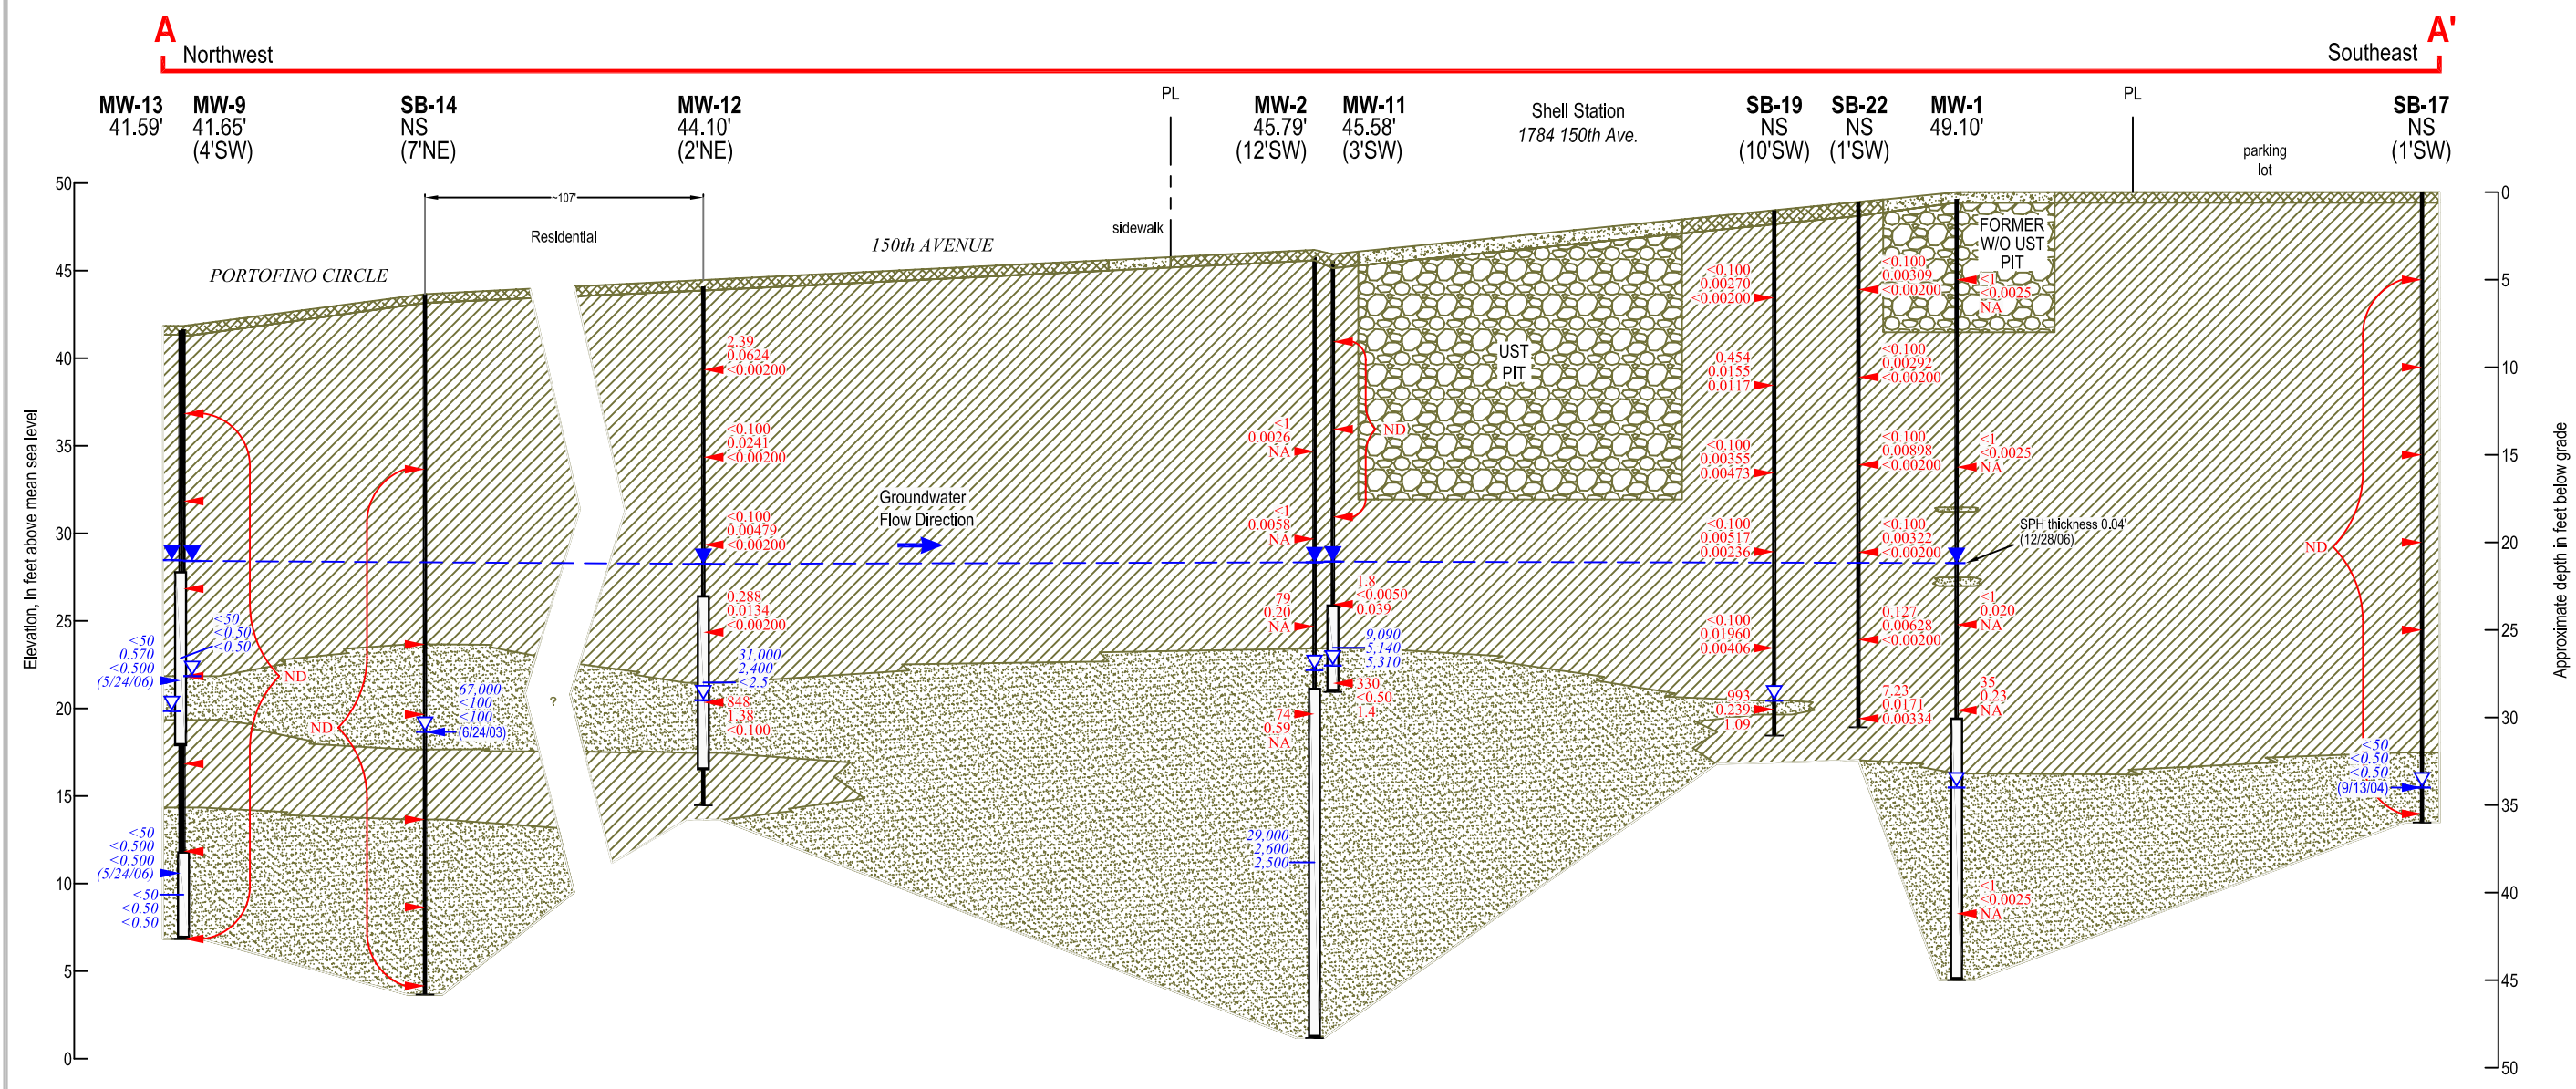 A
A'
Northwest
Southeast
MW-13
41.59'
MW-9
41.65'
(4'SW)
SB-14
NS
(7'NE)
MW-12
44.10'
(2'NE)
PL
sidewalk
MW-2
45.79'
(12'SW)
MW-11
45.58'
(3'SW)
Shell Station
1784 150th Ave.
SB-19
NS
(10'SW)
SB-22
NS
(1'SW)
MW-1
49.10'
PL
parking
lot
SB-17
NS
(1'SW)
~107'
Residential
PORTOFINO CIRCLE
150th AVENUE
Elevation, in feet above mean sea level
50
45
40
35
30
25
20
15
10
5
0
Approximate depth in feet below grade
0
5
10
15
20
25
30
35
40
45
50
<50
0.570
<0.500
(5/24/06)
<50
<0.50
<0.50
ND
<50
<0.500
<0.500
(5/24/06)
<50
<0.50
<0.50
ND
67,000
<100
<100
(6/24/03)
?
2.39
0.0624
<0.00200
<0.100
0.0241
<0.00200
<0.100
0.00479
<0.00200
0.288
0.0134
<0.00200
31,000
2,400
<2.5
848
1.38
<0.100
Groundwater
Flow Direction
<1
0.0026
NA
<1
0.0058
NA
79
0.20
NA
74
0.59
NA
29,000
2,600
2,500
ND
1.8
<0.0050
0.039
9,090
5,140
5,310
330
<0.50
1.4
UST
PIT
<0.100
0.00270
<0.00200
0.454
0.0155
0.0117
<0.100
0.00355
0.00473
<0.100
0.00517
0.00236
<0.100
0.01960
0.00406
993
0.239
1.09
<0.100
0.00309
<0.00200
<0.100
0.00292
<0.00200
<0.100
0.00898
<0.00200
<0.100
0.00322
<0.00200
0.127
0.00628
<0.00200
7.23
0.0171
0.00334
FORMER
W/O UST
PIT
<1
<0.0025
NA
<1
<0.0025
NA
SPH thickness 0.04'
(12/28/06)
<1
0.020
NA
35
0.23
NA
<1
<0.0025
NA
ND
<50
<0.50
<0.50
(9/13/04)